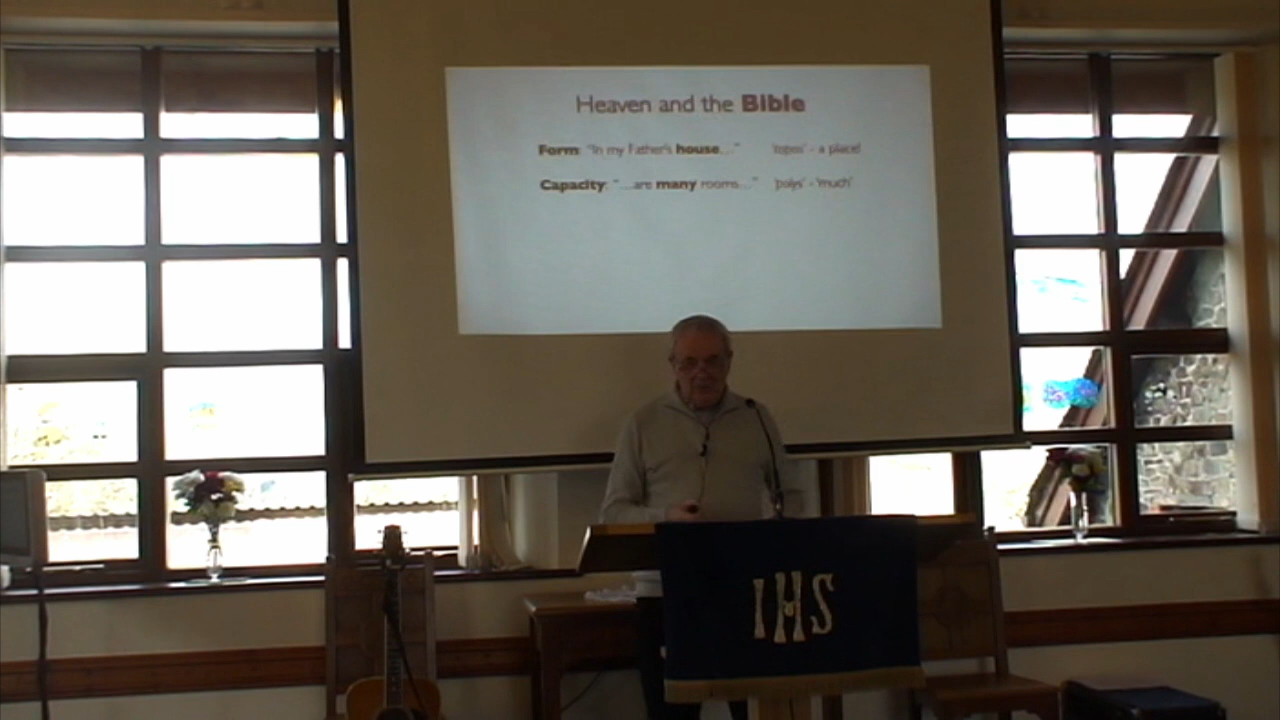 Heaven and the Bible
Form: "In my Father's house..." 'topos' - a place!
Capacity: "...are many rooms..." 'polys' - 'much'
IHS